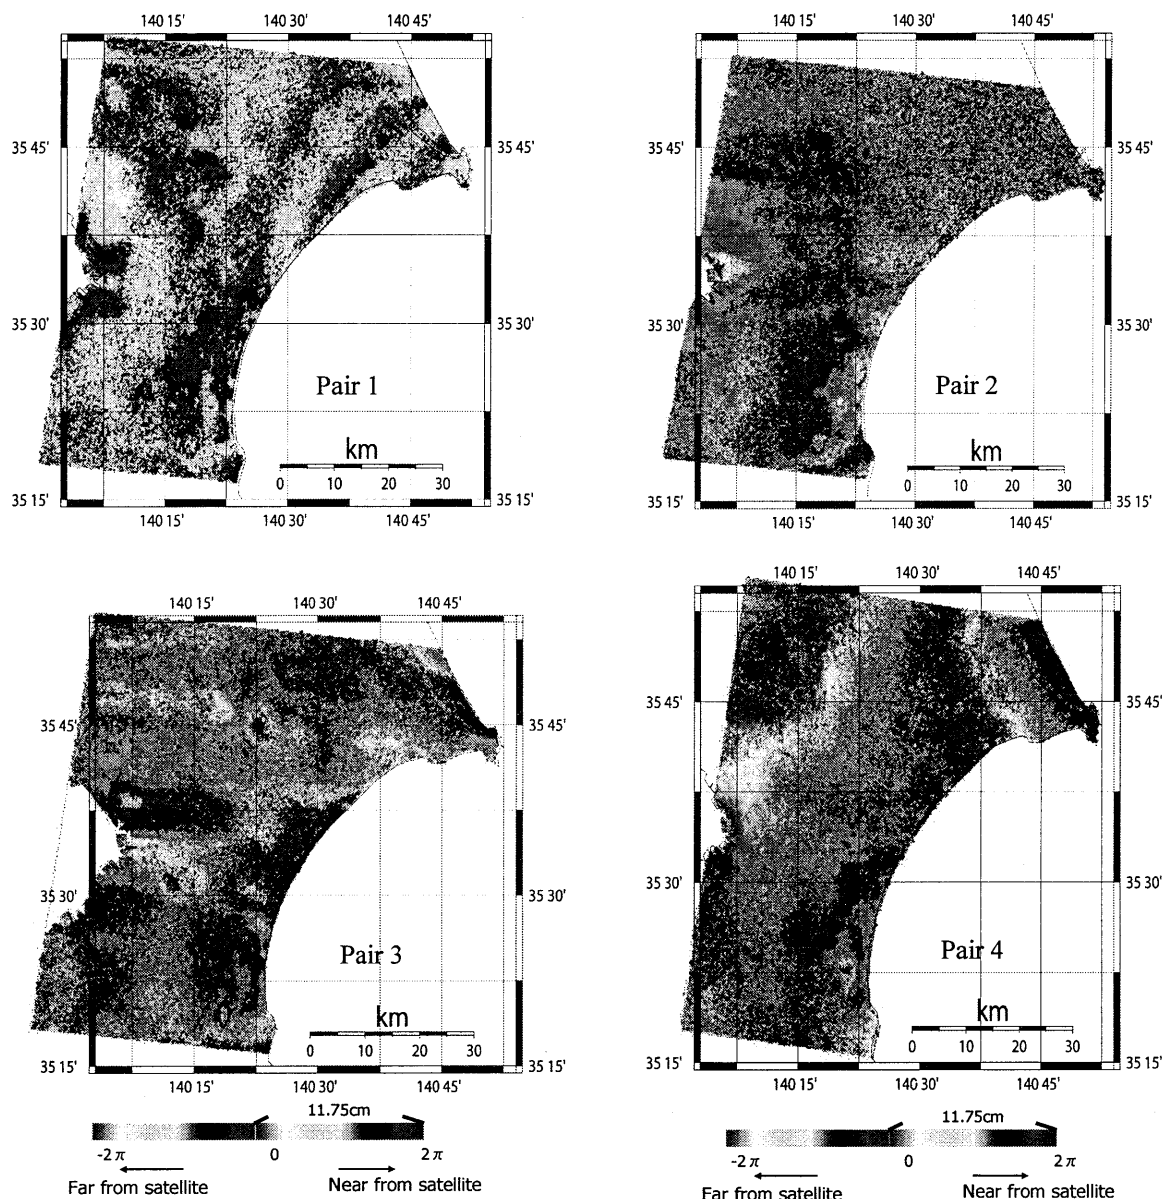 140 15' 140 45'
35 45'
35 30'
Pair 1
km
0 10 20 30
35 15' 35 15'
140 15' 140 30' 140 45'
140 15' 140 30' 140 45'
35 45' 35 45'
35 30' 35 30'
Pair 2
km
0 10 20 30
35 15' 35 15'
140 15' 140 30' 140 45'
140 15' 140 30' 140 45'
35 45' 35 45'
35 30' 35 30'
Pair 3
km
0 10 20 30
35 15' 35 15'
140 15' 140 30' 140 45'
11.75cm
-2 π 0 2 π
Far from satellite Near from satellite
140 15' 140 30' 140 45'
35 45' 35 45'
35 30' 35 30'
Pair 4
km
0 10 20 30
35 15' 35 15'
140 15' 140 30' 140 45'
11.75cm
-2 π 0 2 π
Far from satellite Near from satellite